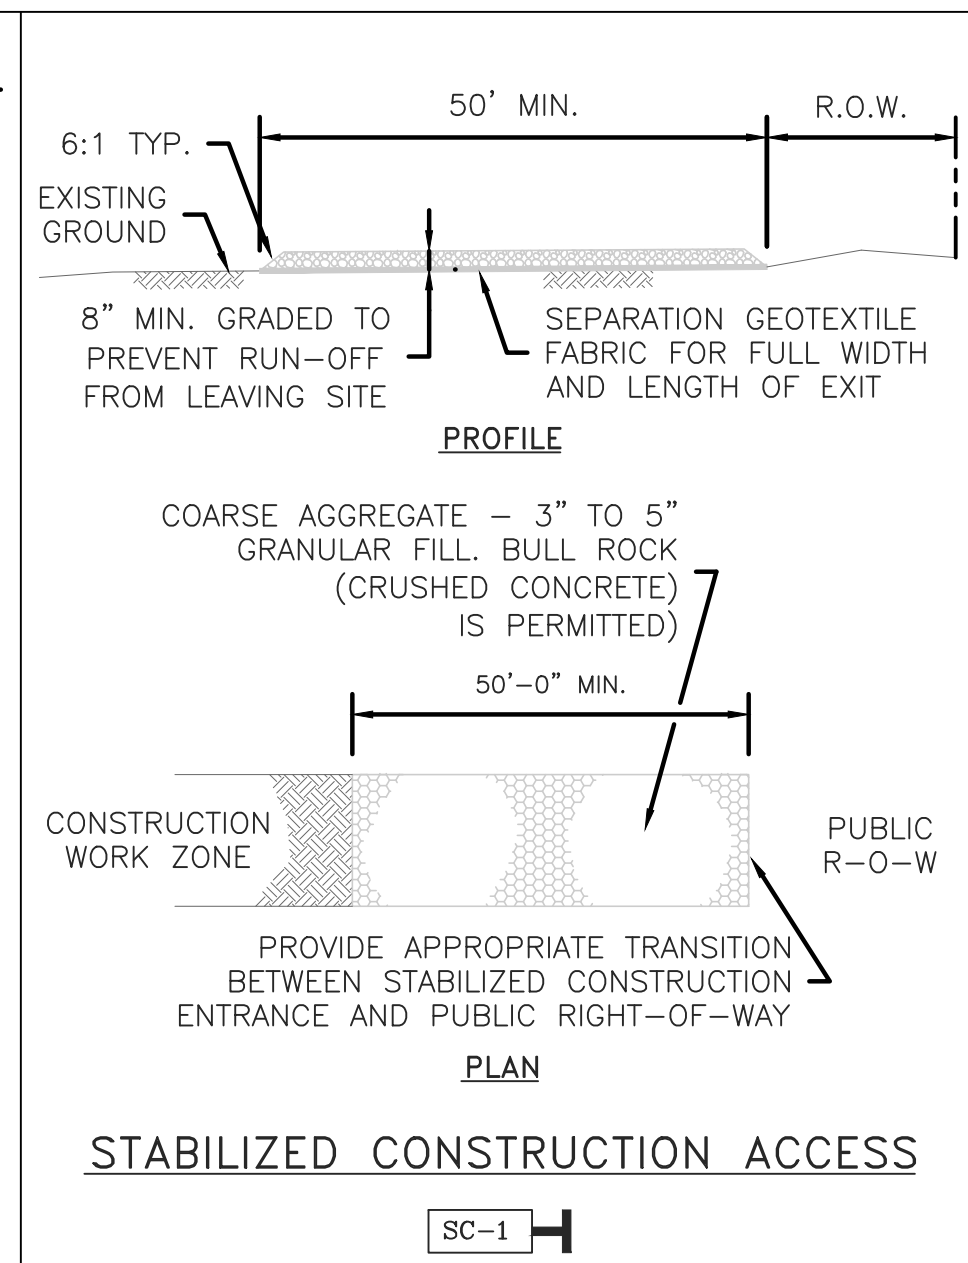 50' MIN.
R.O.W.
6:1 TYP.
EXISTING
GROUND
8" MIN. GRADED TO
PREVENT RUN-OFF
FROM LEAVING SITE
SEPARATION GEOTEXTILE
FABRIC FOR FULL WIDTH
AND LENGTH OF EXIT
PROFILE
COARSE AGGREGATE - 3" TO 5"
GRANULAR FILL. BULL ROCK
(CRUSHED CONCRETE)
IS PERMITTED)
50'-0" MIN.
CONSTRUCTION
WORK ZONE
PUBLIC
R-O-W
PROVIDE APPROPRIATE TRANSITION
BETWEEN STABILIZED CONSTRUCTION
ENTRANCE AND PUBLIC RIGHT-OF-WAY
PLAN
STABILIZED CONSTRUCTION ACCESS
SC-1